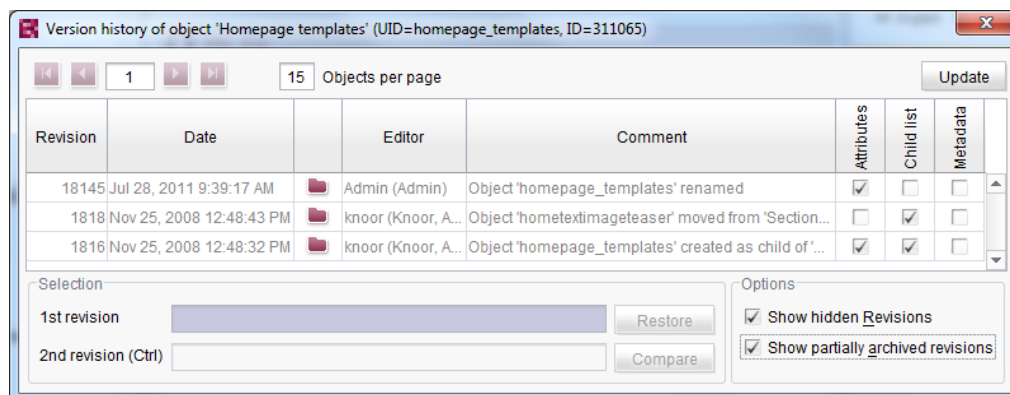 Version history of object 'Homepage templates' (UID=homepage_templates, ID=311065)
1 15 Objects per page Update
Revision Date Editor Comment Attributes Child list Metadata
18145 Jul 28, 2011 9:39:17 AM Admin (Admin) Object 'homepage_templates' renamed
1818 Nov 25, 2008 12:48:43 PM knoor (Knoor, A... Object 'hometextimageteaser' moved from 'Section...
1816 Nov 25, 2008 12:48:32 PM knoor (Knoor, A... Object 'homepage_templates' created as child of '...
Selection Options
1st revision Restore Show hidden Revisions
2nd revision (Ctrl) Compare Show partially archived revisions